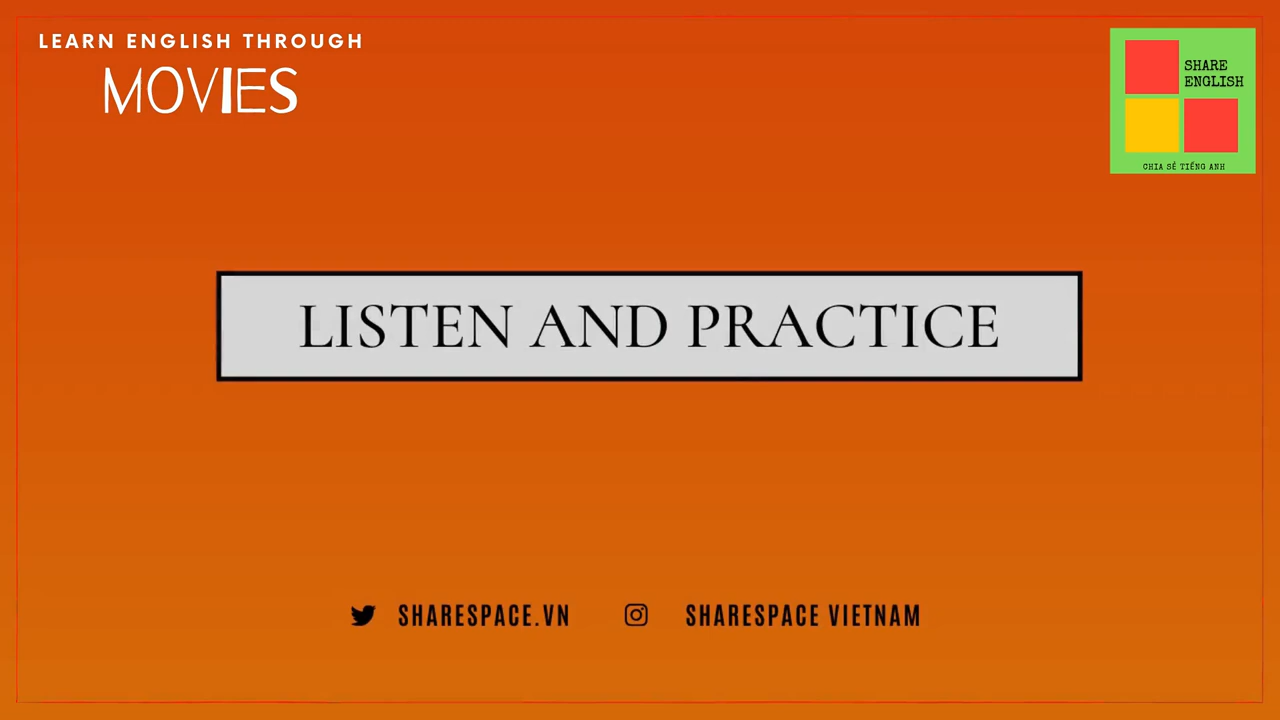 LEARN ENGLISH THROUGH
MOVIES
SHARE
ENGLISH
CHIA SẺ TIẾNG ANH
LISTEN AND PRACTICE
SHARESPACE.VN
SHARESPACE VIETNAM